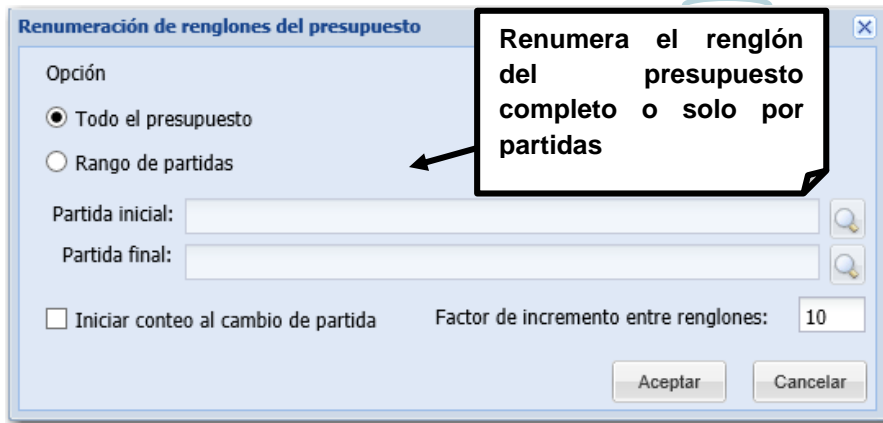 Renumeración de renglones del presupuesto
Renumera el renglón
del presupuesto
completo o solo por
partidas
Opción
Todo el presupuesto
Rango de partidas
Partida inicial:
Partida final:
Iniciar conteo al cambio de partida
Factor de incremento entre renglones: 10
Aceptar
Cancelar